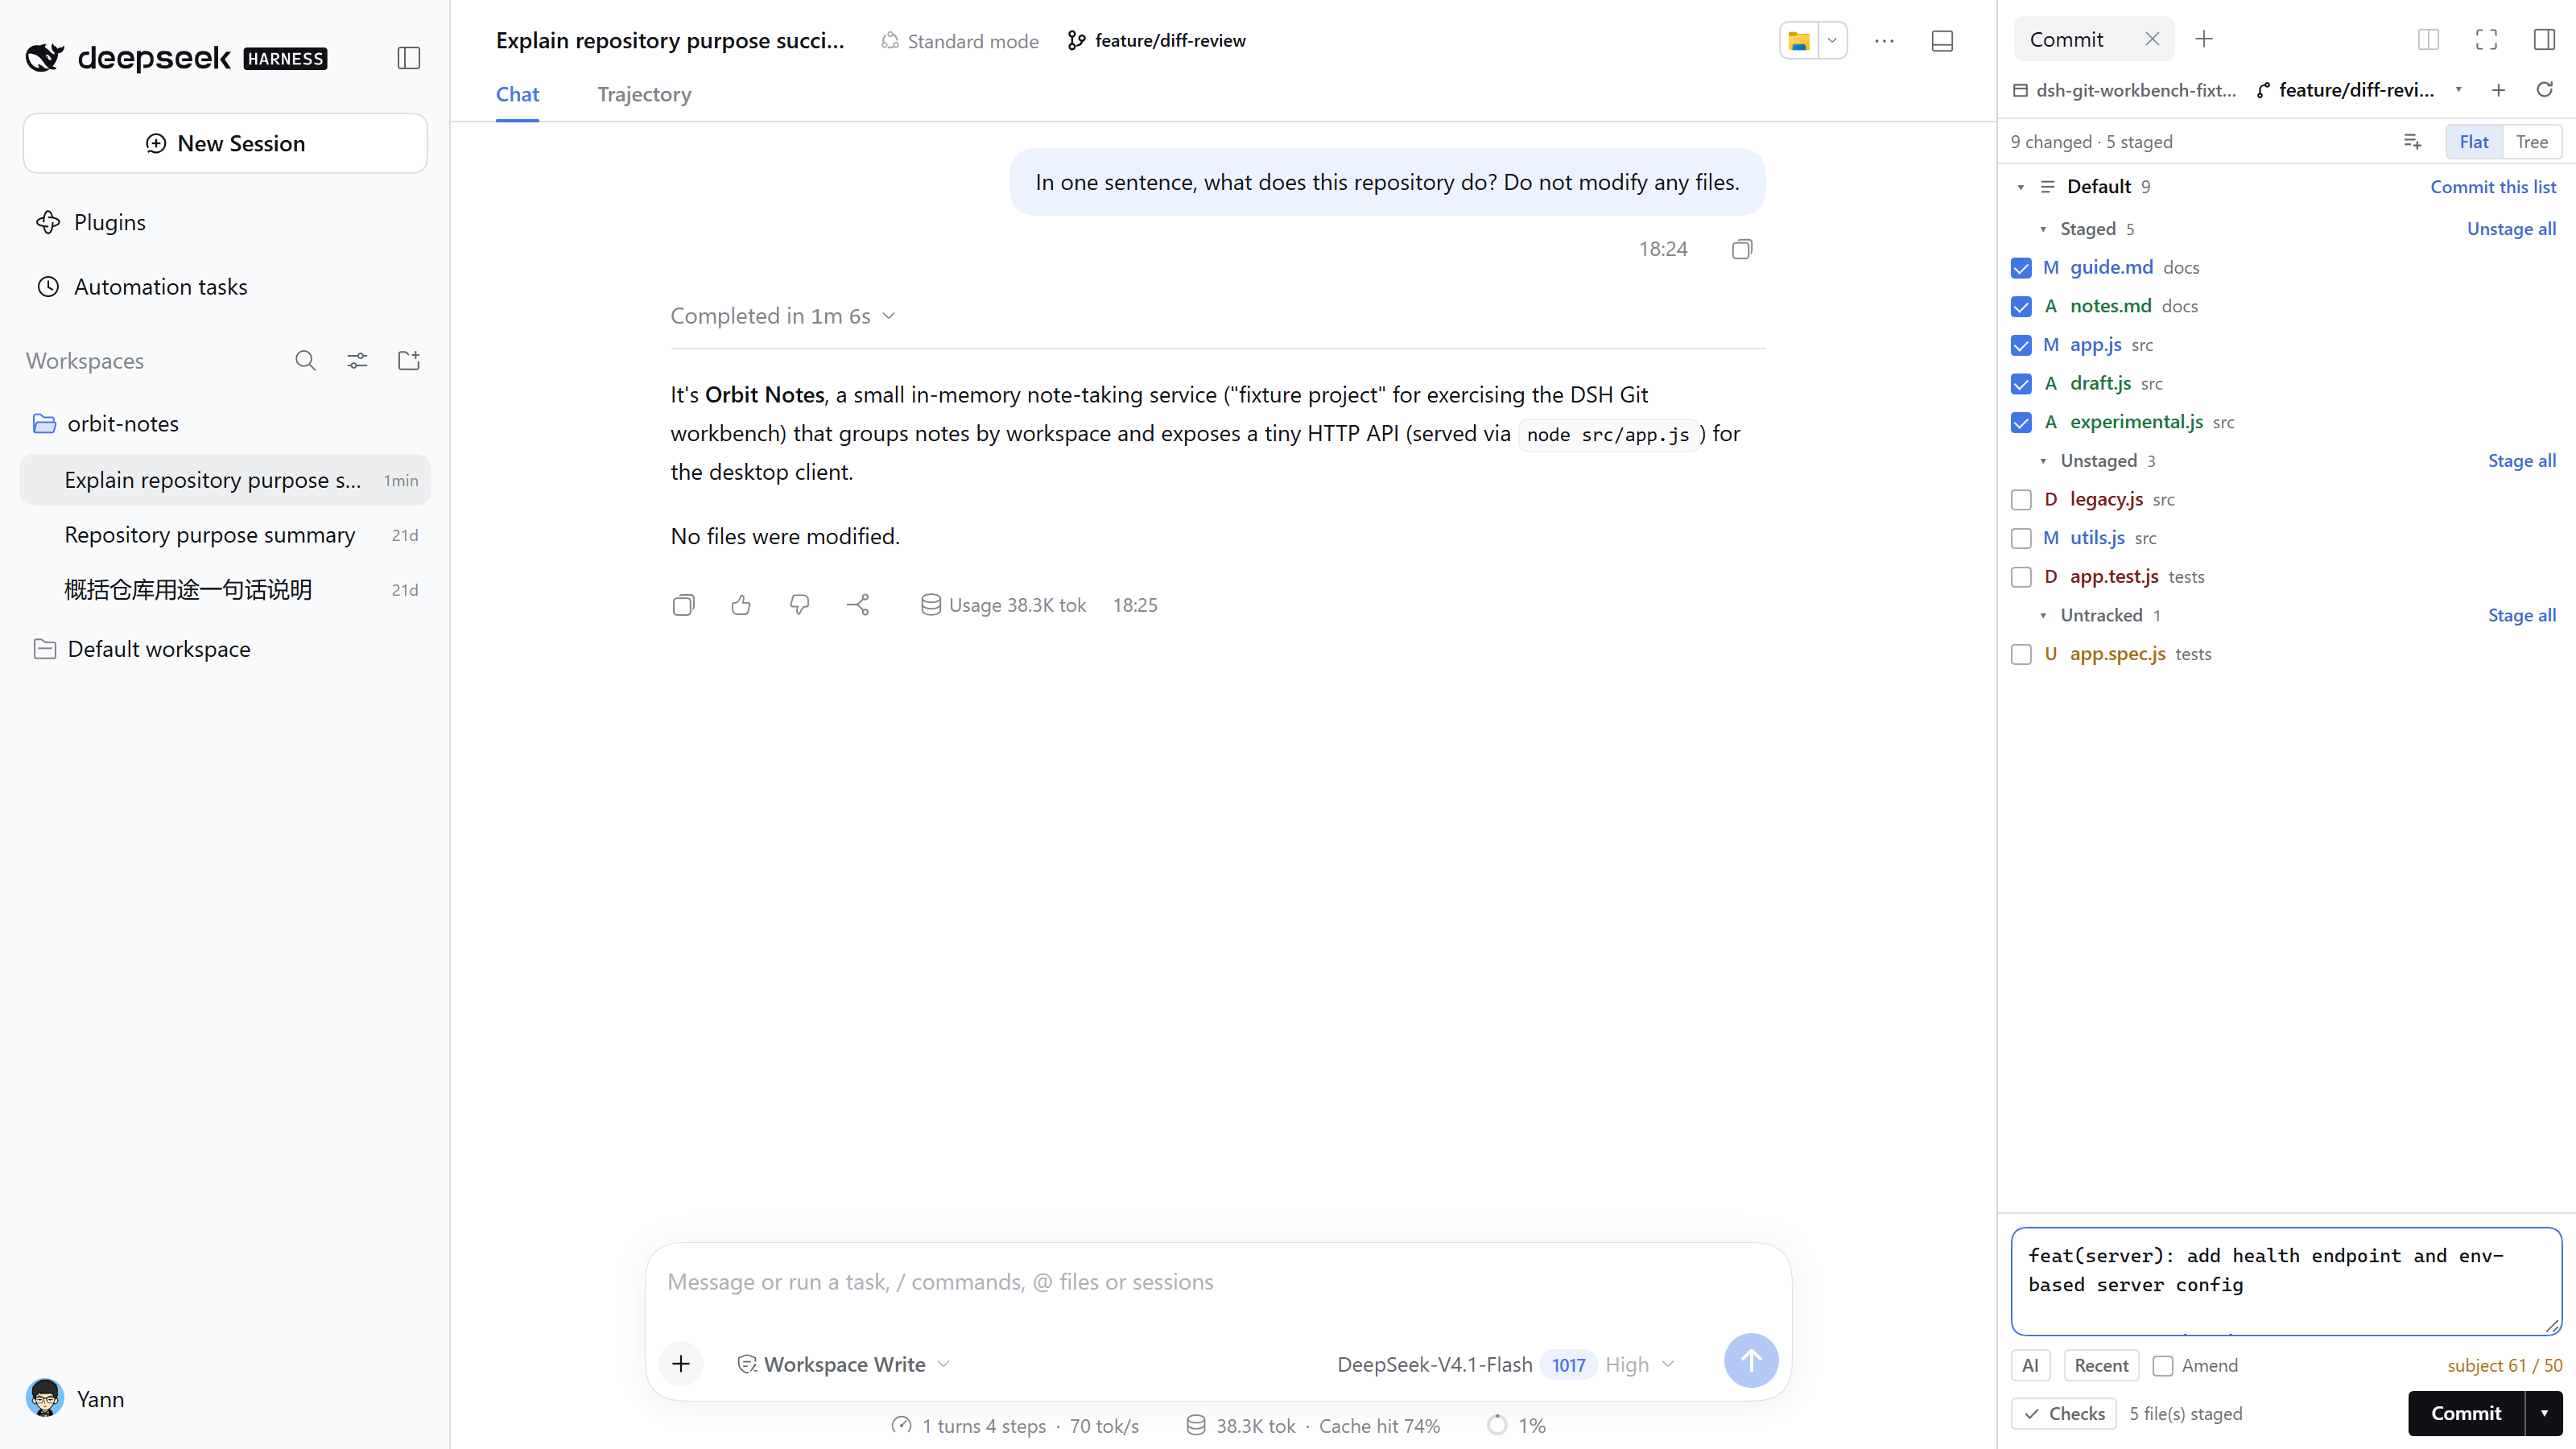 deepseek HARNESS
New Session
Plugins
Automation tasks
Workspaces
orbit-notes
Explain repository purpose s... 1min
Repository purpose summary 21d
概括仓库用途一句话说明 21d
Default workspace
Yann
Explain repository purpose succi... Standard mode feature/diff-review
Chat Trajectory
In one sentence, what does this repository do? Do not modify any files.
18:24
Completed in 1m 6s
It's Orbit Notes, a small in-memory note-taking service ("fixture project" for exercising the DSH Git
workbench) that groups notes by workspace and exposes a tiny HTTP API (served via node src/app.js ) for
the desktop client.
No files were modified.
Usage 38.3K tok 18:25
Message or run a task, / commands, @ files or sessions
Workspace Write DeepSeek-V4.1-Flash 1017 High
1 turns 4 steps · 70 tok/s 38.3K tok · Cache hit 74% 1%
Commit
dsh-git-workbench-fixt... feature/diff-revi...
9 changed · 5 staged Flat Tree
Default 9 Commit this list
Staged 5 Unstage all
M guide.md docs
A notes.md docs
M app.js src
A draft.js src
A experimental.js src
Unstaged 3 Stage all
D legacy.js src
M utils.js src
D app.test.js tests
Untracked 1 Stage all
U app.spec.js tests
feat(server): add health endpoint and env-
based server config
AI Recent Amend subject 61 / 50
Checks 5 file(s) staged Commit